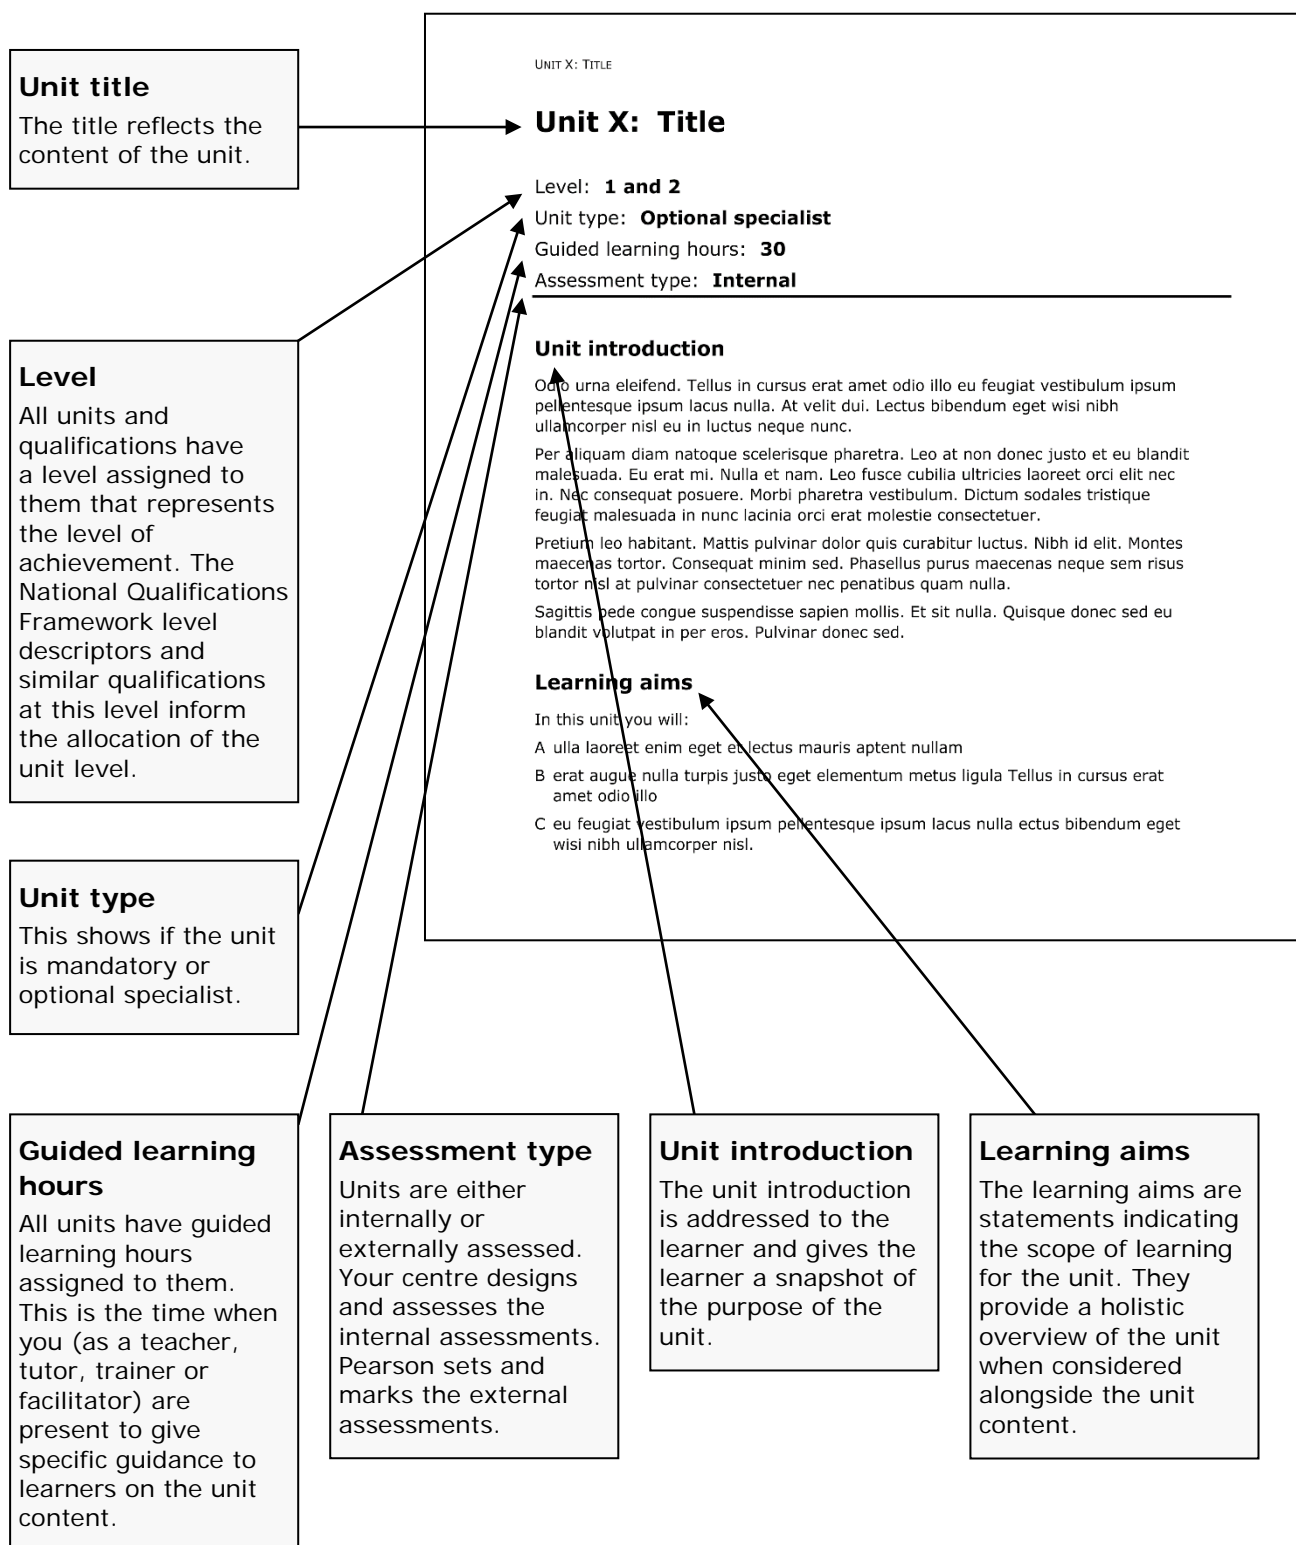 Unit title
The title reflects the
content of the unit.
Level
All units and
qualifications have
a level assigned to
them that represents
the level of
achievement. The
National Qualifications
Framework level
descriptors and
similar qualifications
at this level inform
the allocation of the
unit level.
Unit type
This shows if the unit
is mandatory or
optional specialist.
Guided learning
hours
All units have guided
learning hours
assigned to them.
This is the time when
you (as a teacher,
tutor, trainer or
facilitator) are
present to give
specific guidance to
learners on the unit
content.
UNIT X: TITLE
Unit X: Title
Level: 1 and 2
Unit type: Optional specialist
Guided learning hours: 30
Assessment type: Internal
Unit introduction
Odio urna eleifend. Tellus in cursus erat amet odio illo eu feugiat vestibulum ipsum
pellentesque ipsum lacus nulla. At velit dui. Lectus bibendum eget wisi nibh
ullamcorper nisl eu in luctus neque nunc.
Per aliquam diam natoque scelerisque pharetra. Leo at non donec justo et eu blandit
malesuada. Eu erat mi. Nulla et nam. Leo fusce cubilia ultricies laoreet orci elit nec
in. Nec consequat posuere. Morbi pharetra vestibulum. Dictum sodales tristique
feugiat malesuada in nunc lacinia orci erat molestie consectetuer.
Pretium leo habitant. Mattis pulvinar dolor quis curabitur luctus. Nibh id elit. Montes
maecenas tortor. Consequat minim sed. Phasellus purus maecenas neque sem risus
tortor nisl at pulvinar consectetuer nec penatibus quam nulla.
Sagittis pede congue suspendisse sapien mollis. Et sit nulla. Quisque donec sed eu
blandit volutpat in per eros. Pulvinar donec sed.
Learning aims
In this unit you will:
A ulla laoreet enim eget et lectus mauris aptent nullam
B erat augue nulla turpis justo eget elementum metus ligula Tellus in cursus erat
amet odio illo
C eu feugiat vestibulum ipsum pellentesque ipsum lacus nulla ectus bibendum eget
wisi nibh ullamcorper nisl.
Assessment type
Units are either
internally or
externally assessed.
Your centre designs
and assesses the
internal assessments.
Pearson sets and
marks the external
assessments.
Unit introduction
The unit introduction
is addressed to the
learner and gives the
learner a snapshot of
the purpose of the
unit.
Learning aims
The learning aims are
statements indicating
the scope of learning
for the unit. They
provide a holistic
overview of the unit
when considered
alongside the unit
content.